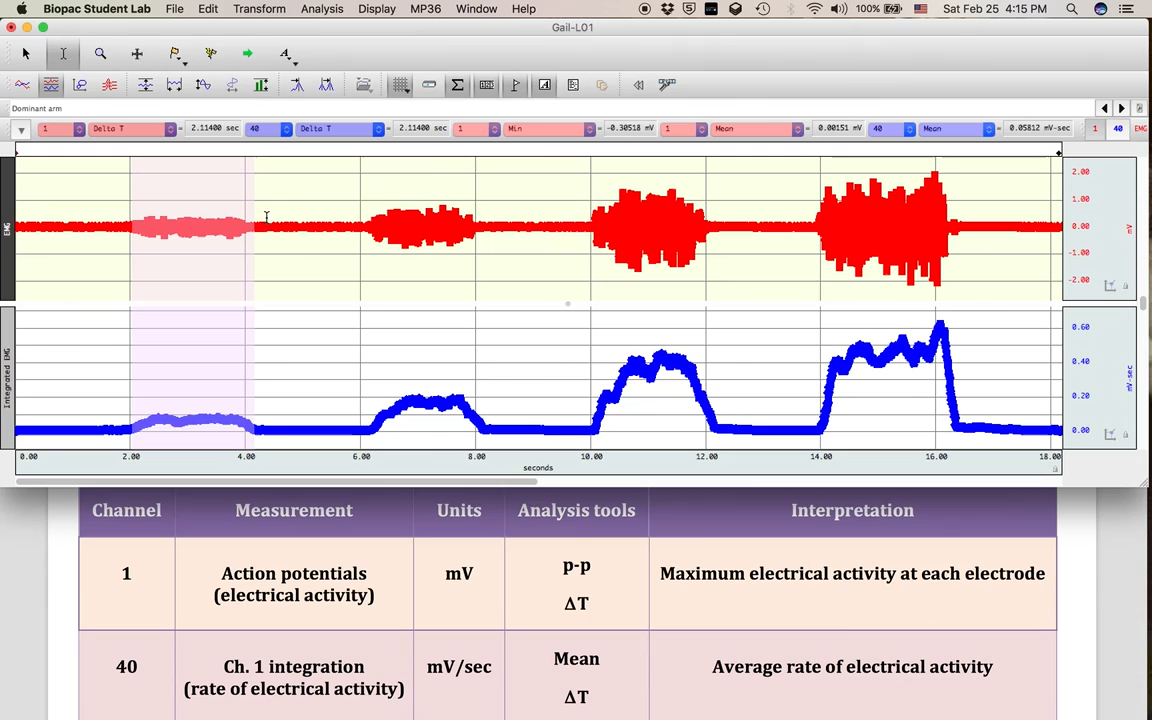 Biopac Student Lab File Edit Transform Analysis Display MP36 Window Help 100% Sat Feb 25 4:15 PM
Gail-L01
Dominant arm
1 Delta T = 2.11400 sec 40 Delta T = 2.11400 sec 1 Min = -0.30518 mV 1 Mean = 0.00151 mV 40 Mean = 0.05812 mV-sec 1 40 EMG
EMG
2.00
1.00
0.00
-1.00
-2.00
mV
Integrated EMG
0.60
0.40
0.20
0.00
mV-sec
0.00 2.00 4.00 6.00 8.00 10.00 12.00 14.00 16.00 18.00
seconds
Channel Measurement Units Analysis tools Interpretation
1 Action potentials (electrical activity) mV p-p ΔT Maximum electrical activity at each electrode
40 Ch. 1 integration (rate of electrical activity) mV/sec Mean ΔT Average rate of electrical activity